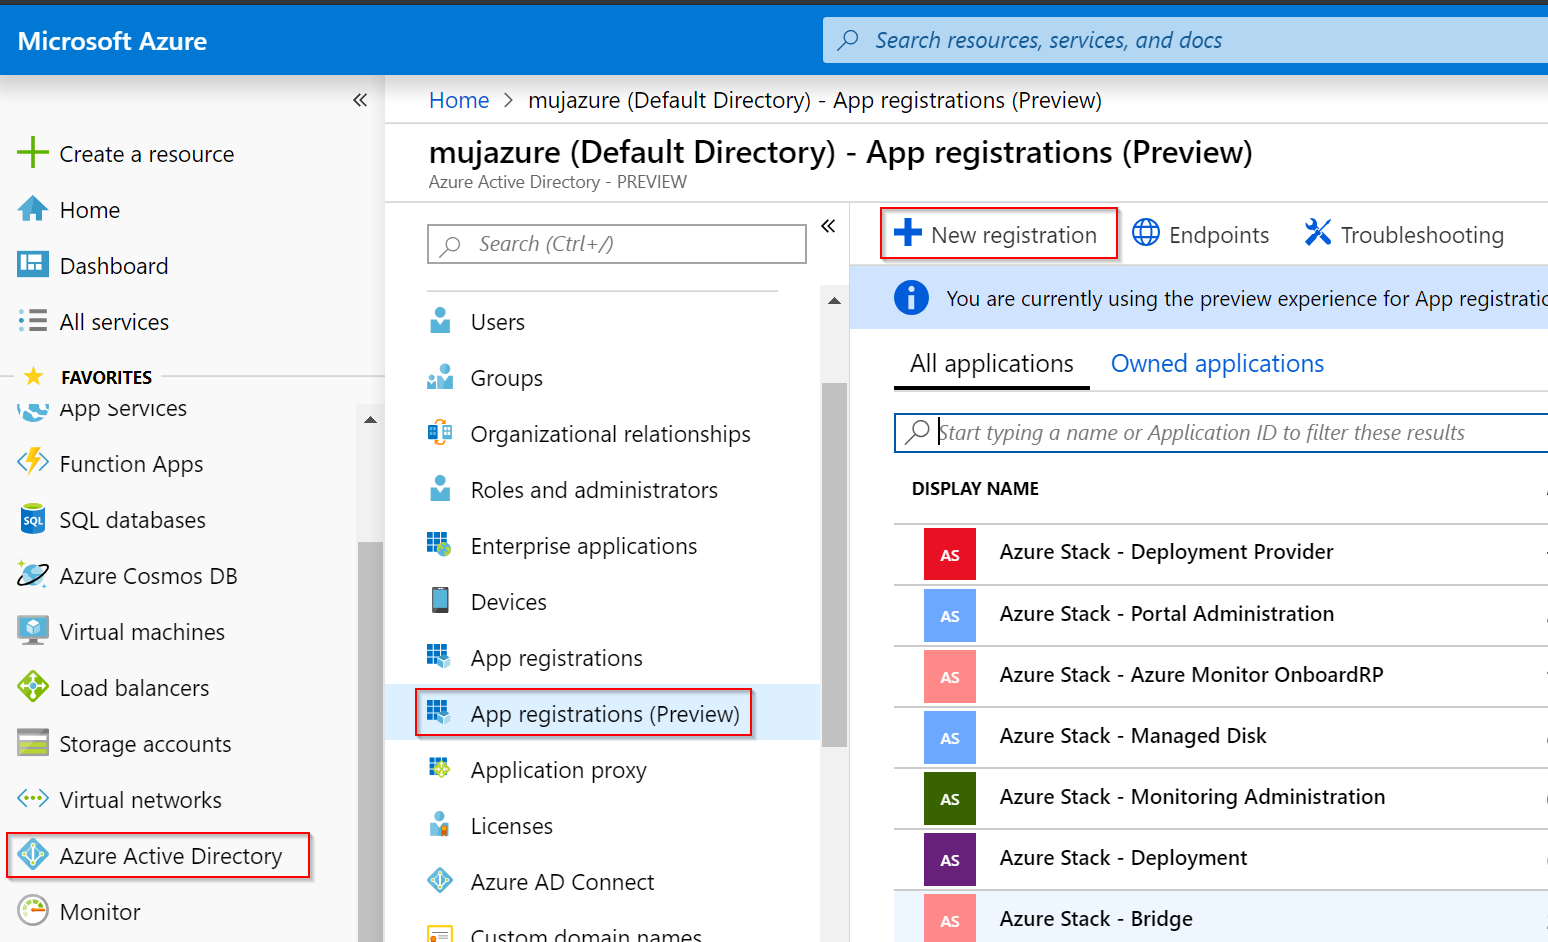 Microsoft Azure
Search resources, services, and docs
Create a resource
Home
Dashboard
All services
FAVORITES
App Services
Function Apps
SQL databases
SQL
Azure Cosmos DB
Virtual machines
Load balancers
Storage accounts
Virtual networks
Azure Active Directory
Monitor
Home > mujazure (Default Directory) - App registrations (Preview)
mujazure (Default Directory) - App registrations (Preview)
Azure Active Directory - PREVIEW
Search (Ctrl+/)
Users
Groups
Organizational relationships
Roles and administrators
Enterprise applications
Devices
App registrations
App registrations (Preview)
Application proxy
Licenses
Azure AD Connect
Custom domain names
New registration
Endpoints
Troubleshooting
You are currently using the preview experience for App registratio
All applications
Owned applications
Start typing a name or Application ID to filter these results
DISPLAY NAME
AS Azure Stack - Deployment Provider
AS Azure Stack - Portal Administration
AS Azure Stack - Azure Monitor OnboardRP
AS Azure Stack - Managed Disk
AS Azure Stack - Monitoring Administration
AS Azure Stack - Deployment
AS Azure Stack - Bridge